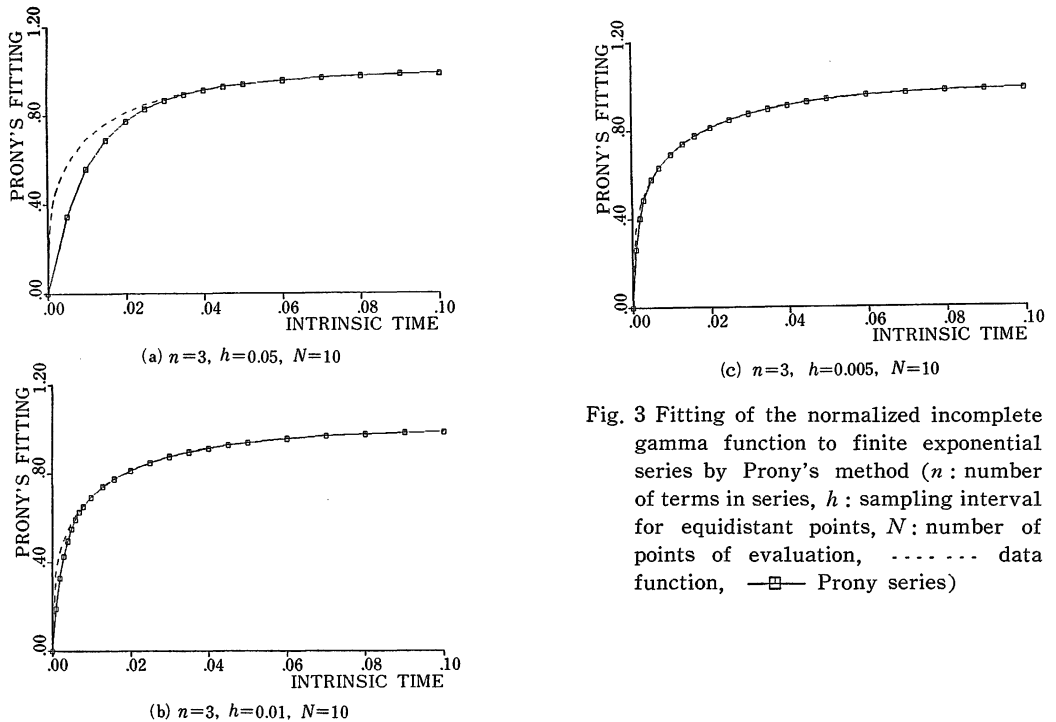 PRONY'S FITTING
1.20
.80
.40
.00
.00 .02 .04 .06 .08 .10
INTRINSIC TIME
(a) n=3, h=0.05, N=10
PRONY'S FITTING
1.20
.80
.40
.00
.00 .02 .04 .06 .08 .10
INTRINSIC TIME
(b) n=3, h=0.01, N=10
PRONY'S FITTING
1.20
.80
.40
.00
.00 .02 .04 .06 .08 .10
INTRINSIC TIME
(c) n=3, h=0.005, N=10
Fig. 3 Fitting of the normalized incomplete
gamma function to finite exponential
series by Prony's method (n : number
of terms in series, h : sampling interval
for equidistant points, N : number of
points of evaluation, ------- data
function, Prony series)